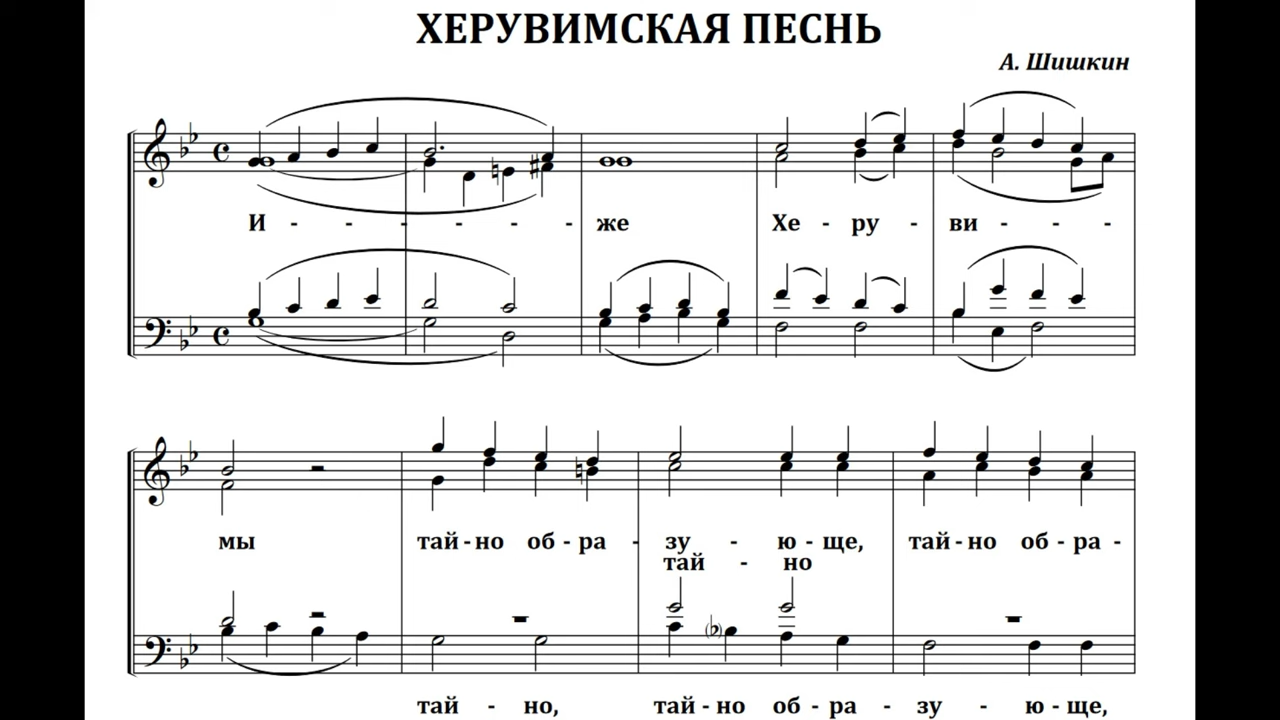 ХЕРУВИМСКАЯ ПЕСНЬ
А. Шишкин
И - - - - - же Хе - ру - ви - - -
мы тай - но об - ра - зу - ю - ще, тай - но об - ра -
тай - но
тай - но, тай - но об - ра - зу - ю - ще,